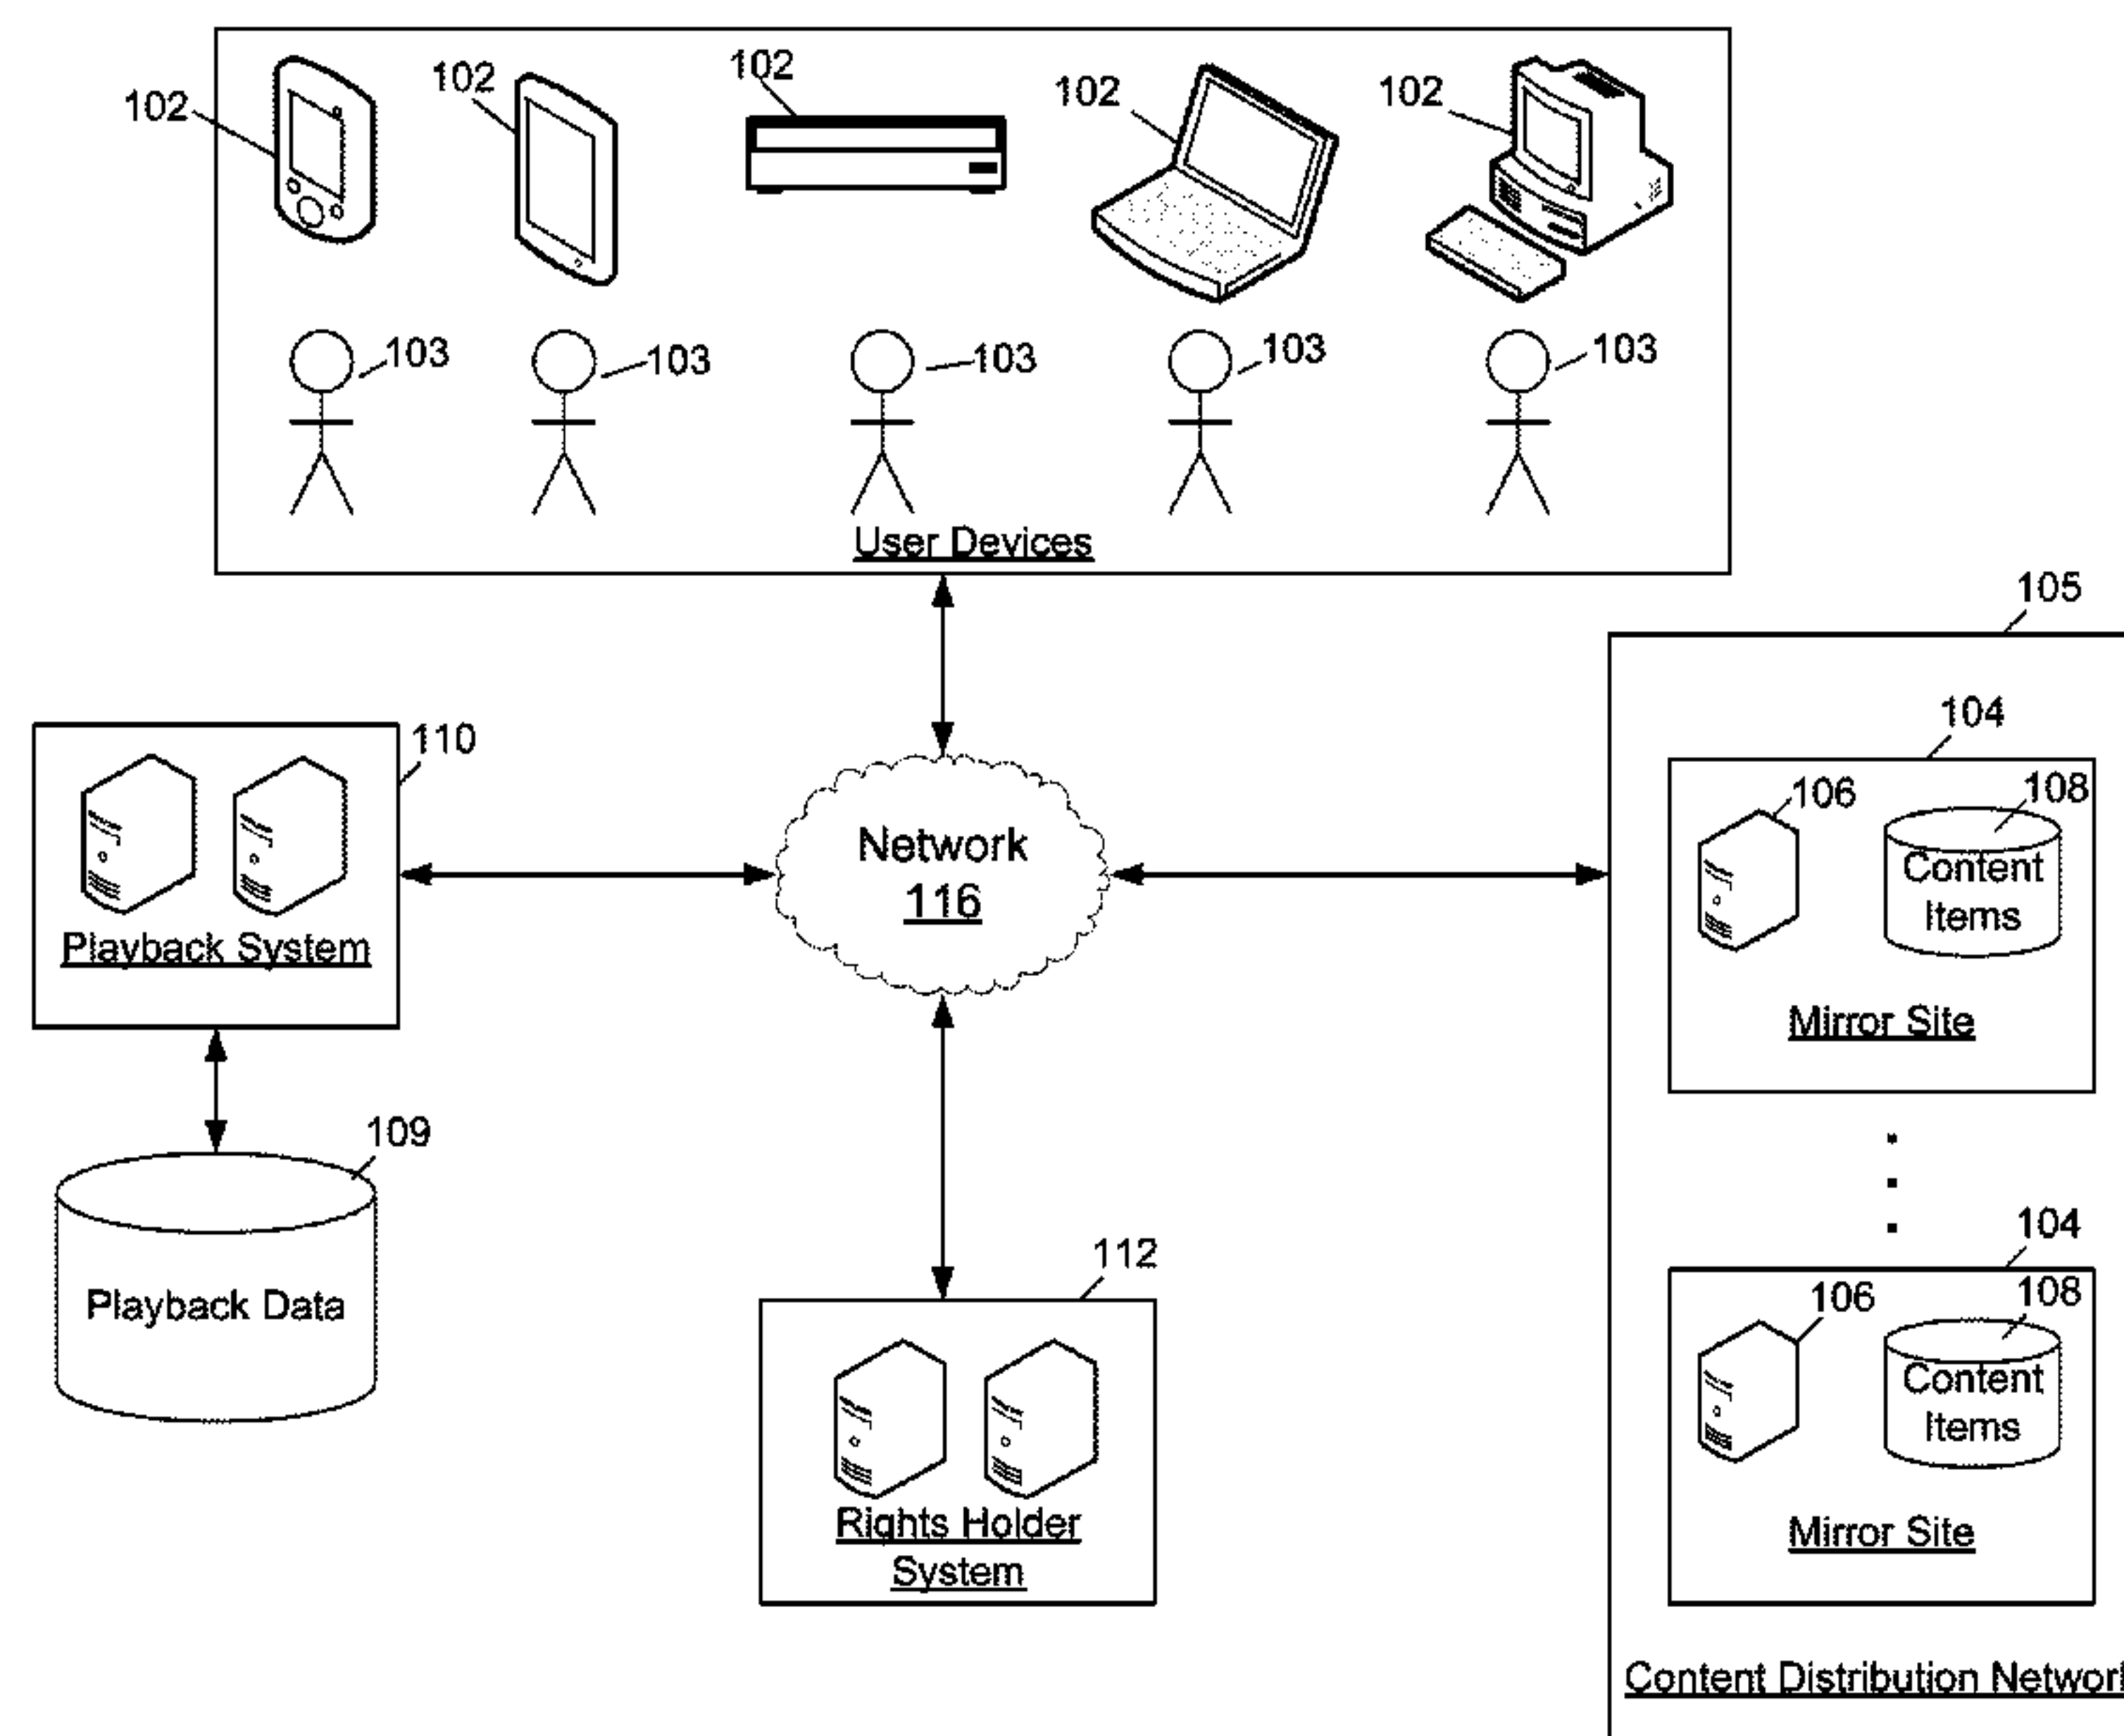 102
102
102
102
102
103
103
103
103
103
User Devices
105
110
104
106
108
Network
116
Content
Items
Playback System
Mirror Site
109
104
112
106
108
Playback Data
Content
Items
Rights Holder
System
Mirror Site
Content Distribution Network